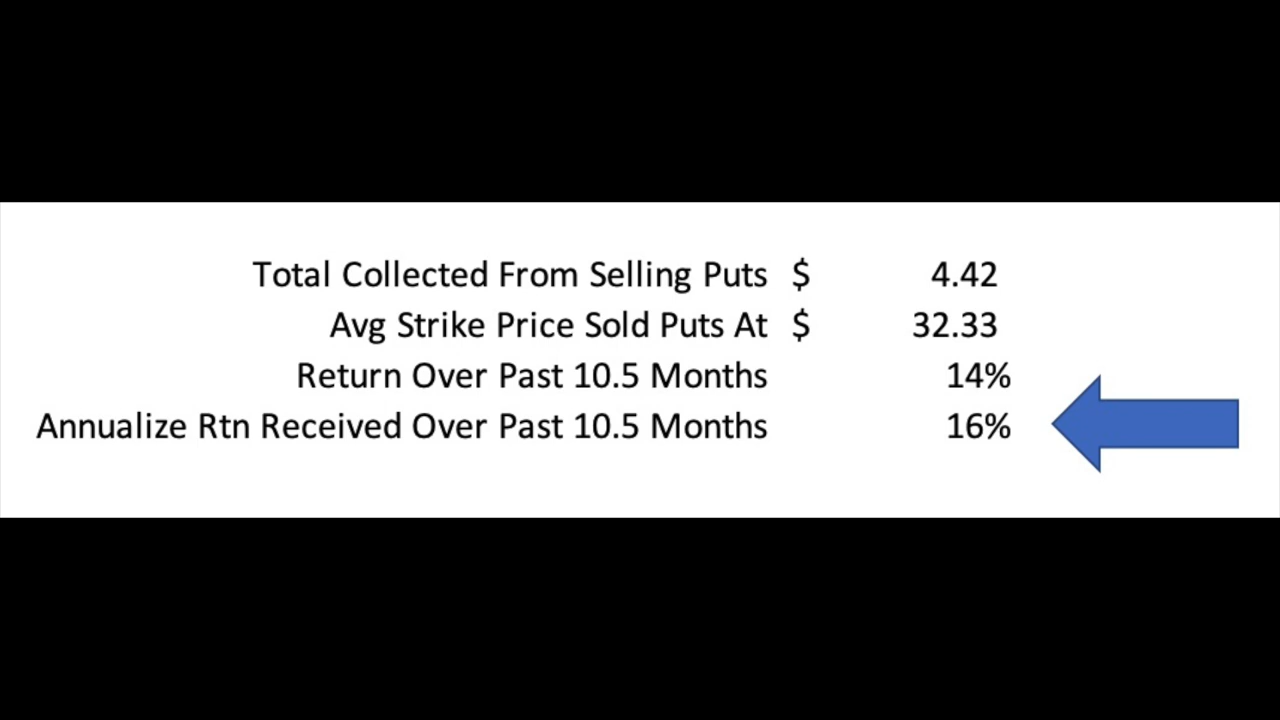 Total Collected From Selling Puts $ 4.42
Avg Strike Price Sold Puts At $ 32.33
Return Over Past 10.5 Months 14%
Annualize Rtn Received Over Past 10.5 Months 16%